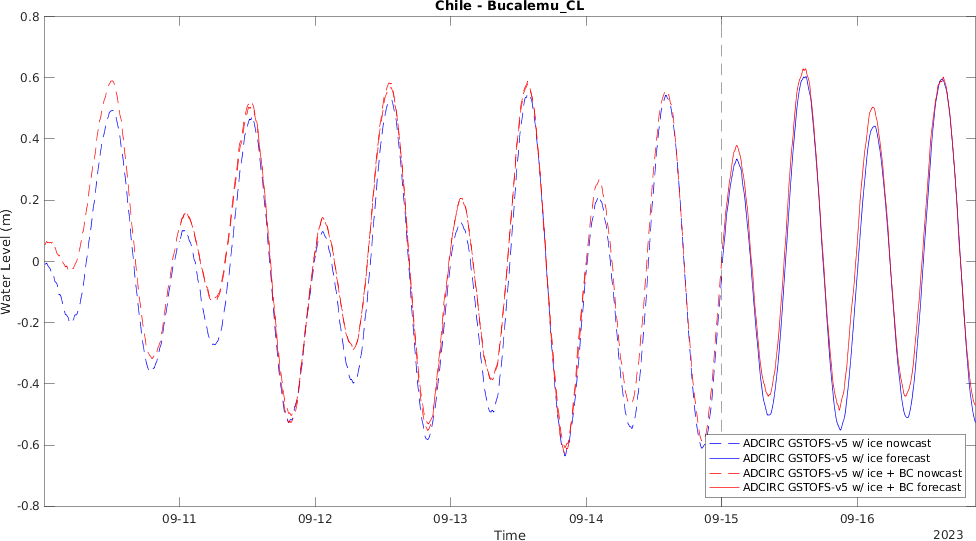 Chile - Bucalemu_CL
0.8
0.6
0.4
0.2
0
-0.2
-0.4
-0.6
-0.8
Water Level (m)
ADCIRC GSTOFS-v5 w/ ice nowcast
ADCIRC GSTOFS-v5 w/ ice forecast
ADCIRC GSTOFS-v5 w/ ice + BC nowcast
ADCIRC GSTOFS-v5 w/ ice + BC forecast
09-11 09-12 09-13 09-14 09-15 09-16
Time
2023